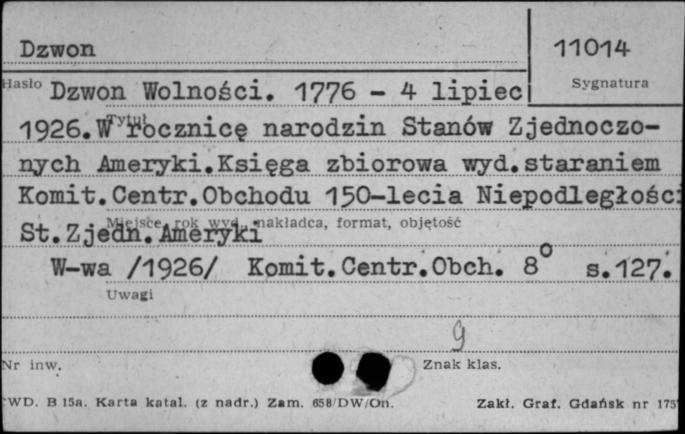 Dzwon
11014
Hasło
Sygnatura
Dzwon Wolności. 1776 - 4 lipiec
Tytuł
1926.W rocznicę narodzin Stanów Zjednoczo-
nych Ameryki.Księga zbiorowa wyd.staraniem
Komit.Centr.Obchodu 150-lecia Niepodległości
Miejsce, rok wyd., nakładca, format, objętość
St.Zjedn.Ameryki
W-wa /1926/ Komit.Centr.Obch. 8° s.127.
Uwagi
9
Nr inw.
Znak klas.
WD. B 15a. Karta katal. (z nadr.) Zam. 658/DW/On.
Zakł. Graf. Gdańsk nr 175